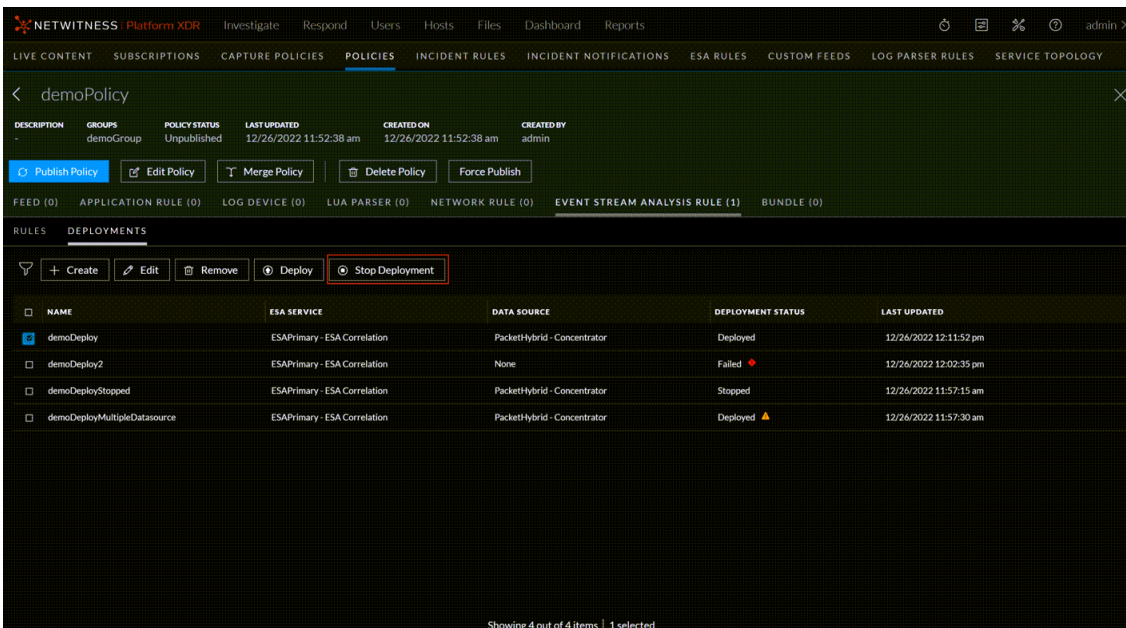 NETWITNESS Platform XDR Investigate Respond Users Hosts Files Dashboard Reports admin
LIVE CONTENT SUBSCRIPTIONS CAPTURE POLICIES POLICIES INCIDENT RULES INCIDENT NOTIFICATIONS ESA RULES CUSTOM FEEDS LOG PARSER RULES SERVICE TOPOLOGY
demoPolicy
DESCRIPTION GROUPS POLICY STATUS LAST UPDATED CREATED ON CREATED BY
- demoGroup Unpublished 12/26/2022 11:52:38 am 12/26/2022 11:52:38 am admin
Publish Policy Edit Policy Merge Policy Delete Policy Force Publish
FEED (0) APPLICATION RULE (0) LOG DEVICE (0) LUA PARSER (0) NETWORK RULE (0) EVENT STREAM ANALYSIS RULE (1) BUNDLE (0)
RULES DEPLOYMENTS
Create Edit Remove Deploy Stop Deployment
NAME ESA SERVICE DATA SOURCE DEPLOYMENT STATUS LAST UPDATED
demoDeploy ESAPrimary - ESA Correlation PacketHybrid - Concentrator Deployed 12/26/2022 12:11:52 pm
demoDeploy2 ESAPrimary - ESA Correlation None Failed 12/26/2022 12:02:35 pm
demoDeployStopped ESAPrimary - ESA Correlation PacketHybrid - Concentrator Stopped 12/26/2022 11:57:15 am
demoDeployMultipleDatasource ESAPrimary - ESA Correlation PacketHybrid - Concentrator Deployed 12/26/2022 11:57:30 am
Showing 4 out of 4 items | 1 selected